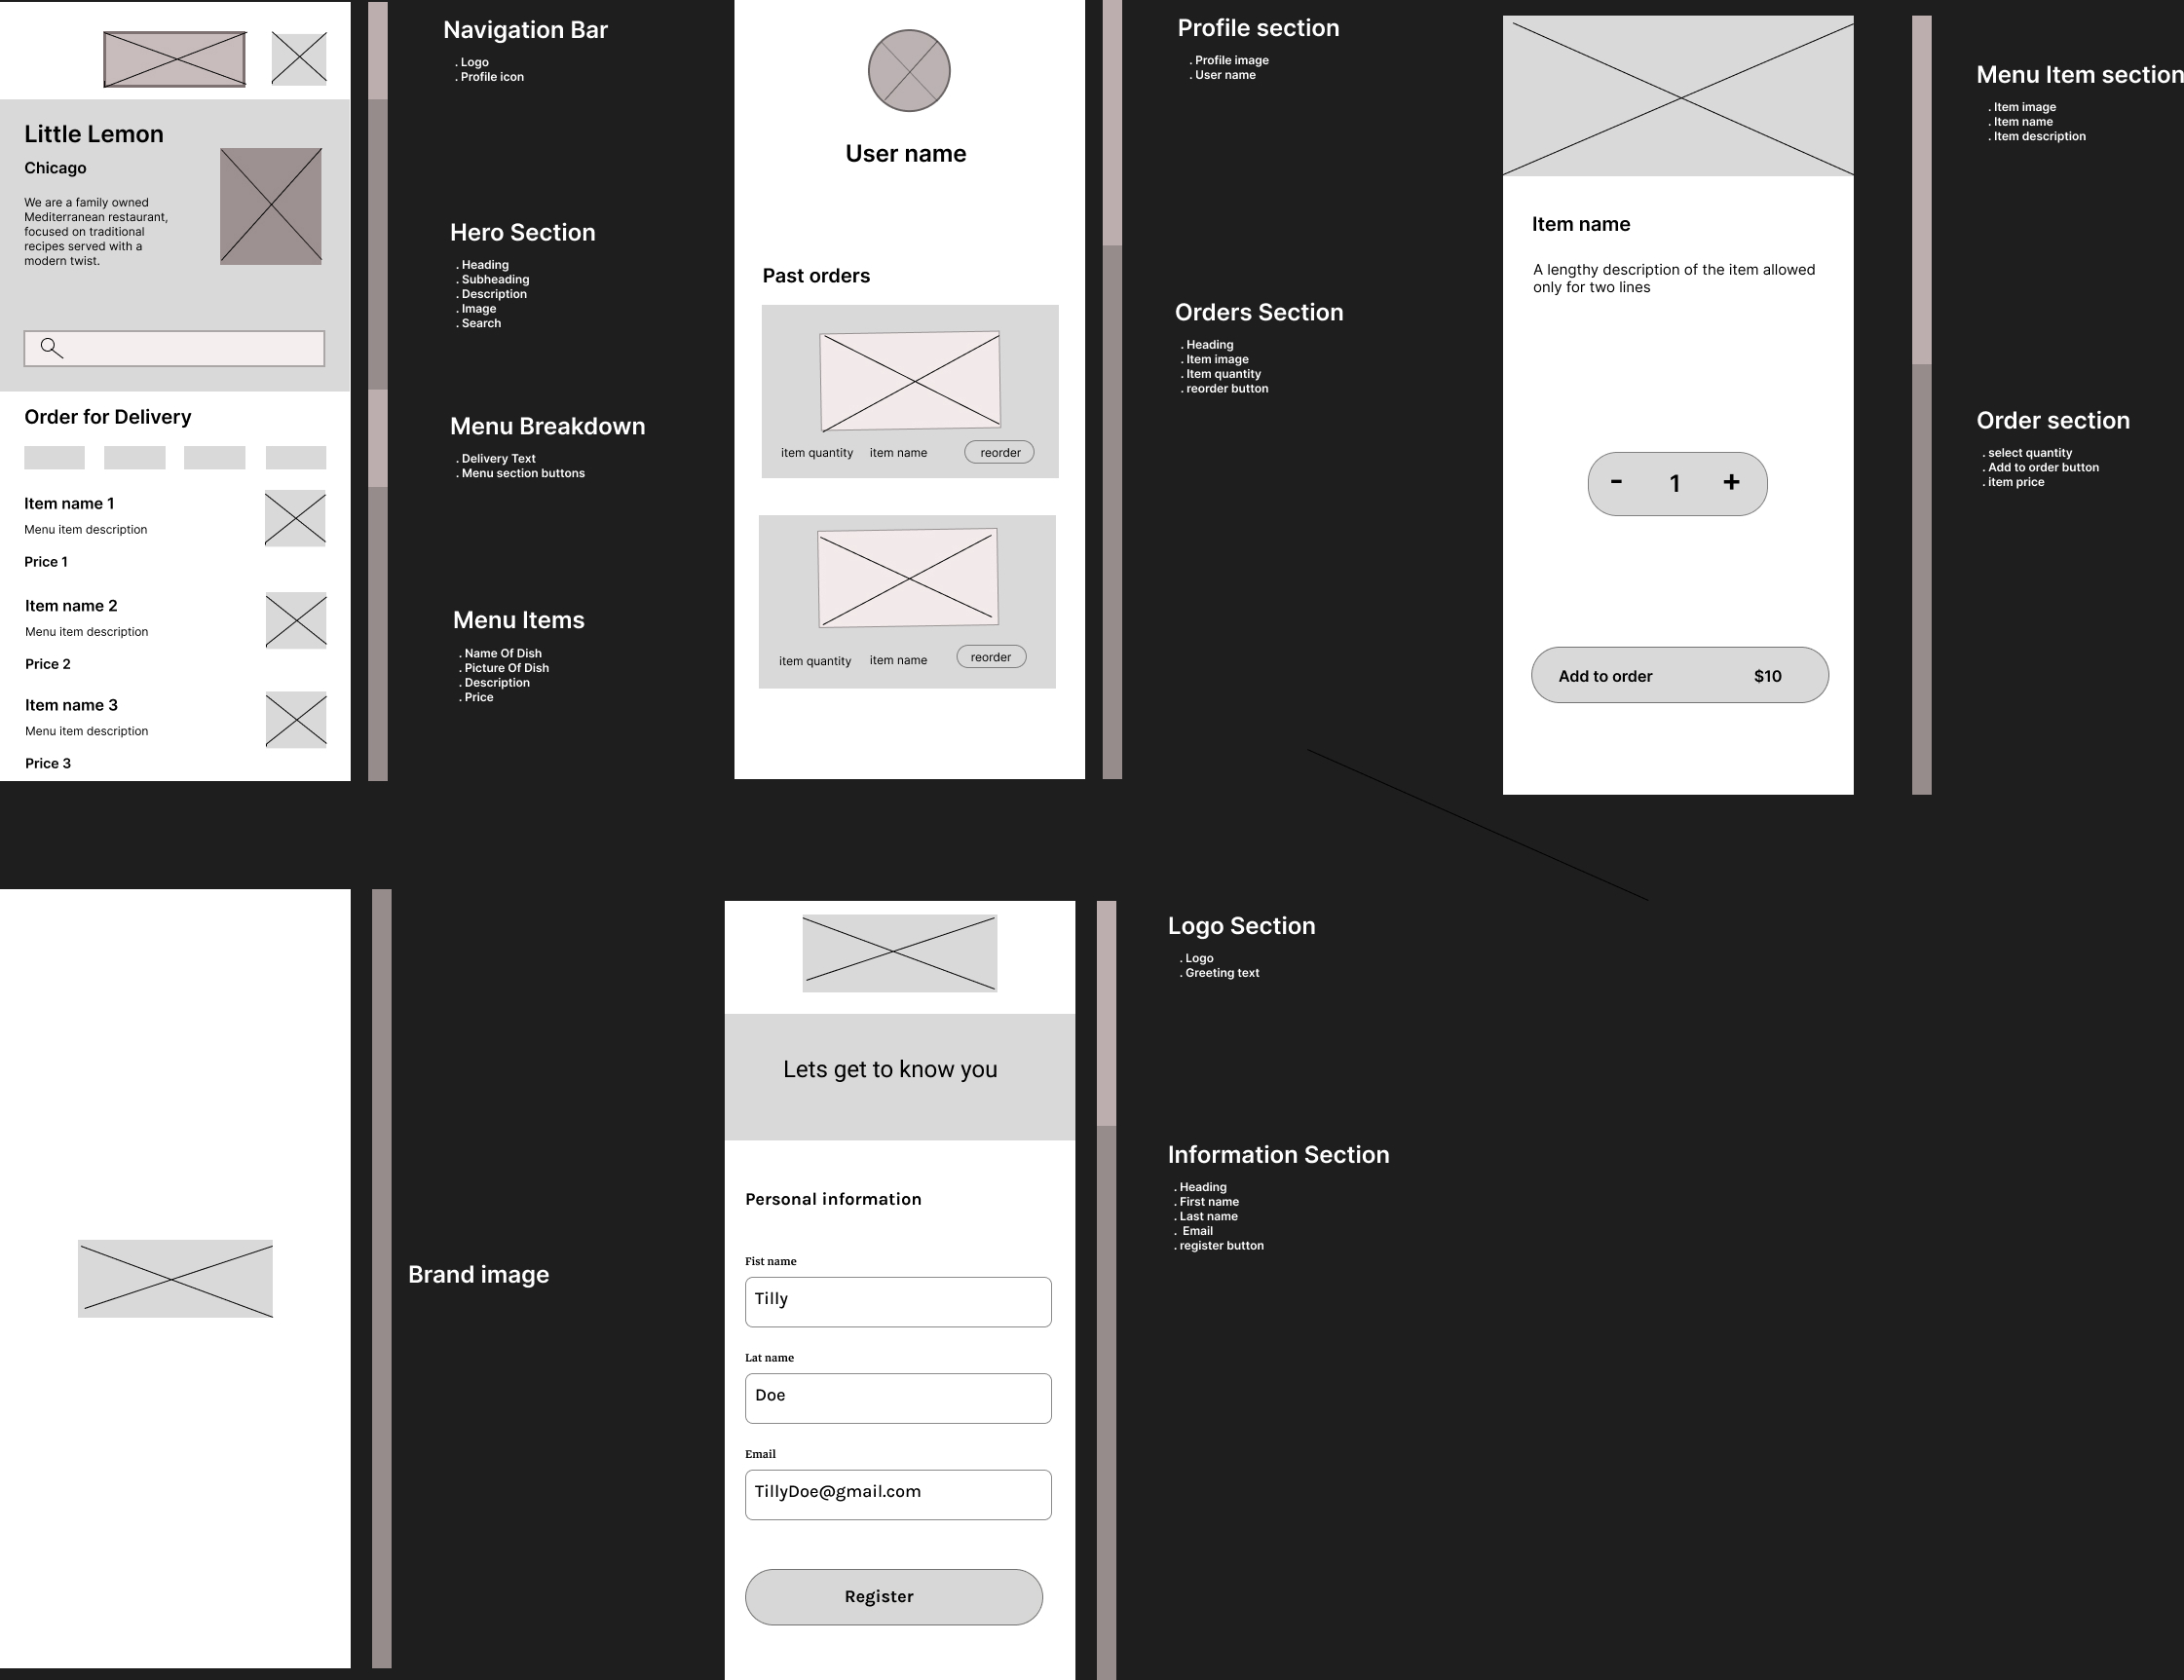 Little Lemon
Chicago
We are a family owned
Mediterranean restaurant,
focused on traditional
recipes served with a
modern twist.
Order for Delivery
Item name 1
Menu item description
Price 1
Item name 2
Menu item description
Price 2
Item name 3
Menu item description
Price 3
Navigation Bar
. Logo
. Profile icon
Hero Section
. Heading
. Subheading
. Description
. Image
. Search
Menu Breakdown
. Delivery Text
. Menu section buttons
Menu Items
. Name Of Dish
. Picture Of Dish
. Description
. Price
User name
Past orders
item quantity item name reorder
item quantity item name reorder
Profile section
. Profile image
. User name
Orders Section
. Heading
. Item image
. Item quantity
. reorder button
Item name
A lengthy description of the item allowed
only for two lines
- 1 +
Add to order $10
Menu Item section
. Item image
. Item name
. Item description
Order section
. select quantity
. Add to order button
. item price
Brand image
Lets get to know you
Personal information
Fist name
Tilly
Lat name
Doe
Email
TillyDoe@gmail.com
Register
Logo Section
. Logo
. Greeting text
Information Section
. Heading
. First name
. Last name
. Email
. register button